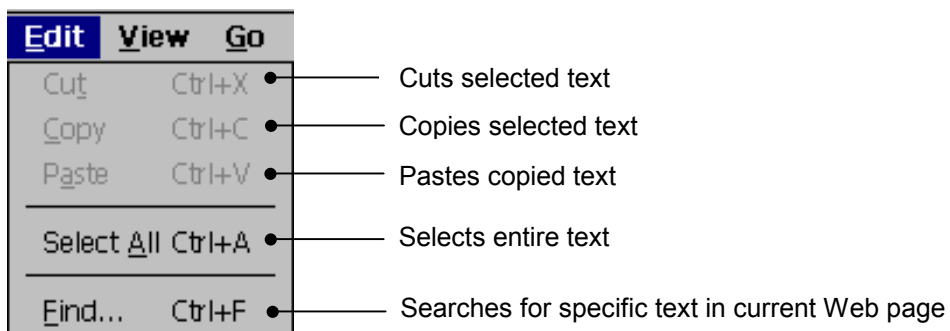 Edit View Go
Cut Ctrl+X Cuts selected text
Copy Ctrl+C Copies selected text
Paste Ctrl+V Pastes copied text
Select All Ctrl+A Selects entire text
Find... Ctrl+F Searches for specific text in current Web page